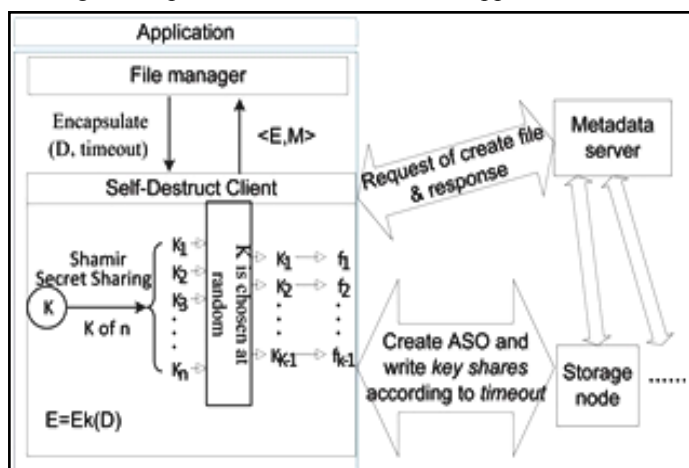 Application
File manager
Encapsulate
(D, timeout)
<E,M>
Self-Destruct Client
Shamir
Secret Sharing
K
K of n
K1
K2
K3
Kn
K is chosen at
random
K1
K2
Kk-1
f1
f2
fk-1
E=Ek(D)
Request of create file
& response
Metadata
server
Create ASO and
write key shares
according to timeout
Storage
node
......